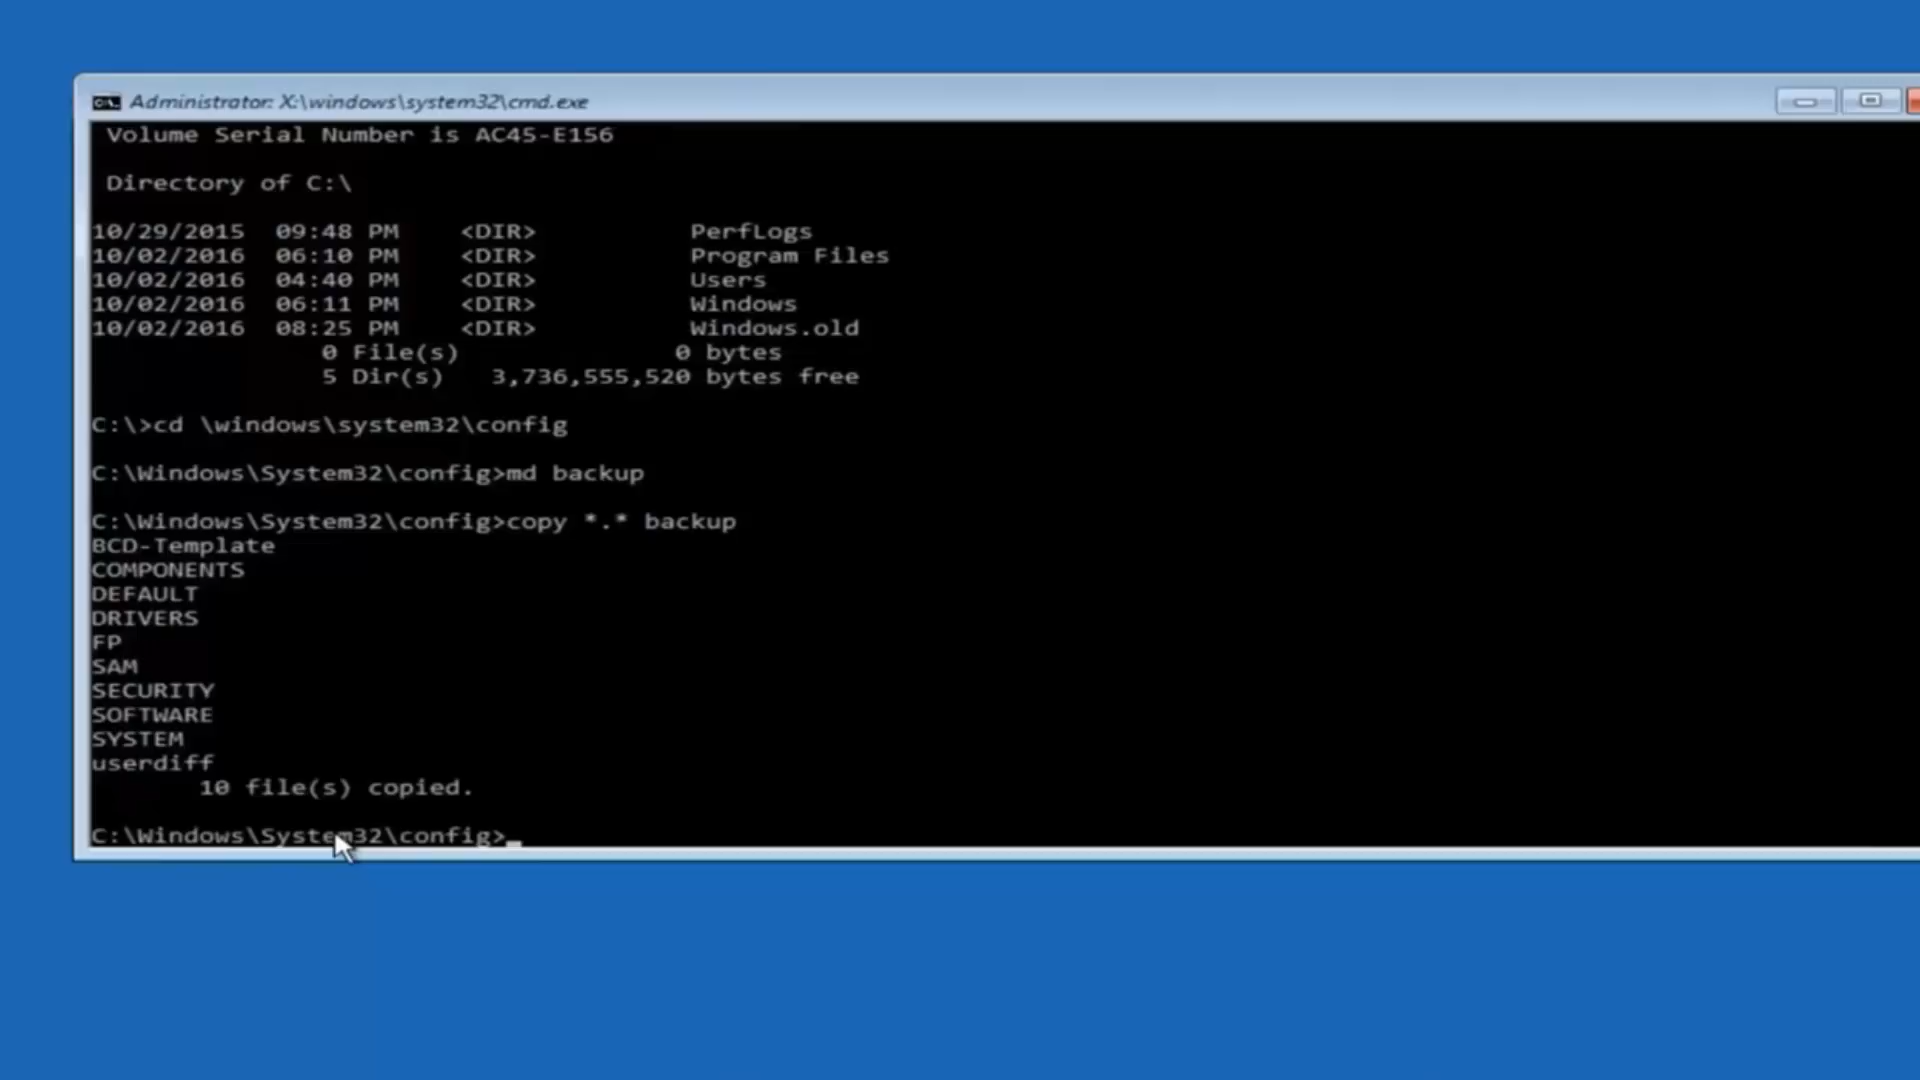 Administrator: X:\windows\system32\cmd.exe
Volume Serial Number is AC45-E156
Directory of C:\
10/29/2015  09:48 PM    <DIR>          PerfLogs
10/02/2016  06:10 PM    <DIR>          Program Files
10/02/2016  04:40 PM    <DIR>          Users
10/02/2016  06:11 PM    <DIR>          Windows
10/02/2016  08:25 PM    <DIR>          Windows.old
0 File(s)              0 bytes
5 Dir(s)   3,736,555,520 bytes free
C:\>cd \windows\system32\config
C:\Windows\System32\config>md backup
C:\Windows\System32\config>copy *.* backup
BCD-Template
COMPONENTS
DEFAULT
DRIVERS
FP
SAM
SECURITY
SOFTWARE
SYSTEM
userdiff
10 file(s) copied.
C:\Windows\System32\config>_